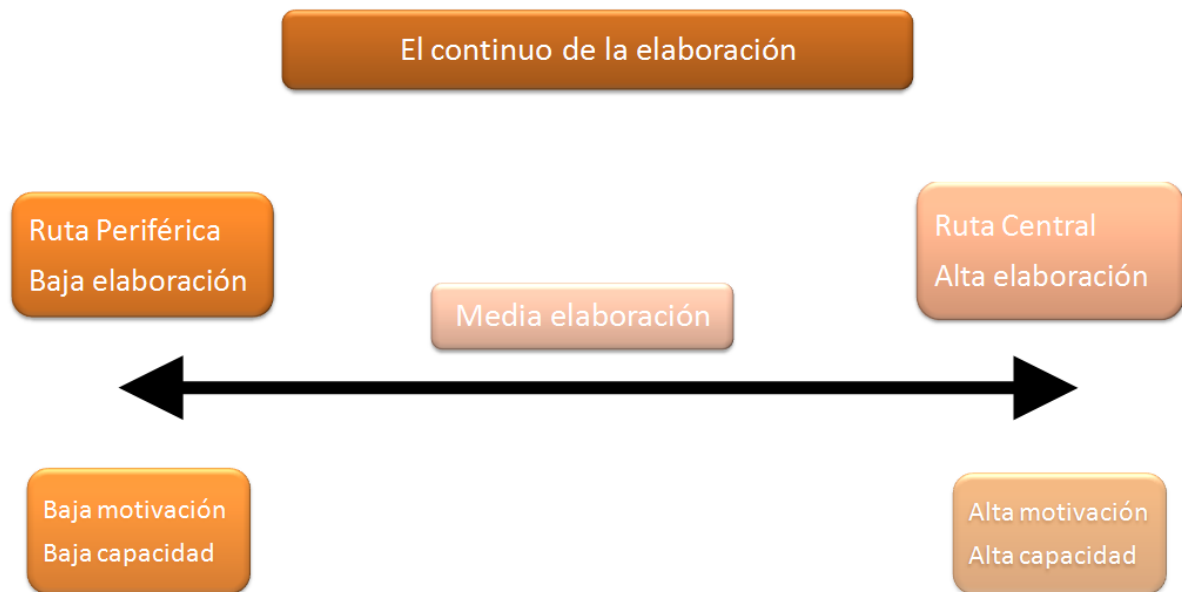 El continuo de la elaboración
Ruta Periférica
Baja elaboración
Ruta Central
Alta elaboración
Media elaboración
Baja motivación
Baja capacidad
Alta motivación
Alta capacidad